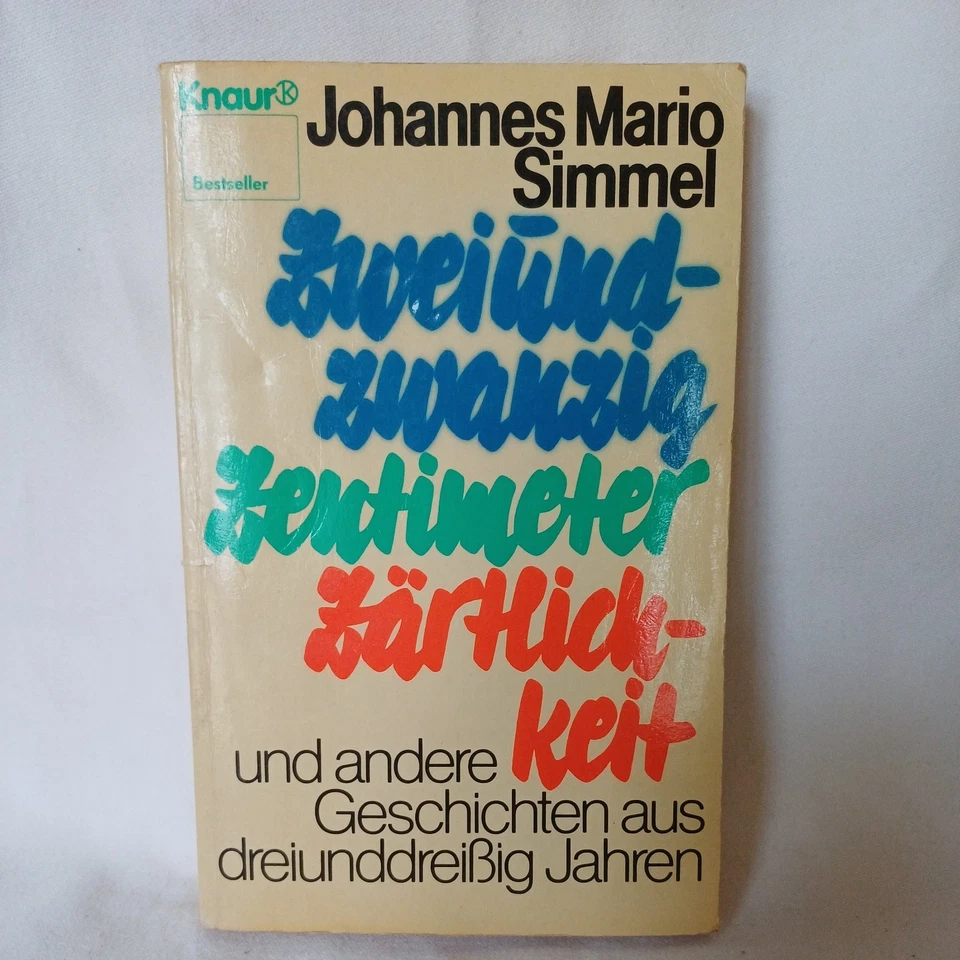 Knaur K
Bestseller
Johannes Mario
Simmel
Zweiund-
zwanzig
Zentimeter
Zärtlich-
keit
und andere
Geschichten aus
dreiunddreißig Jahren